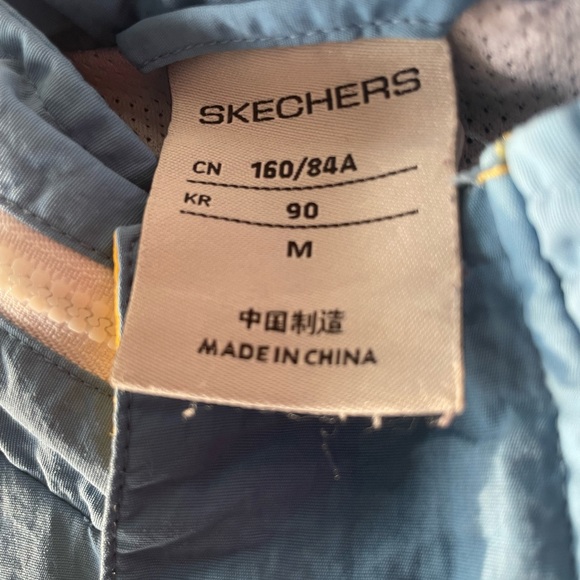 SKECHERS
CN 160/84A
KR 90
M
中国制造
MADE IN CHINA